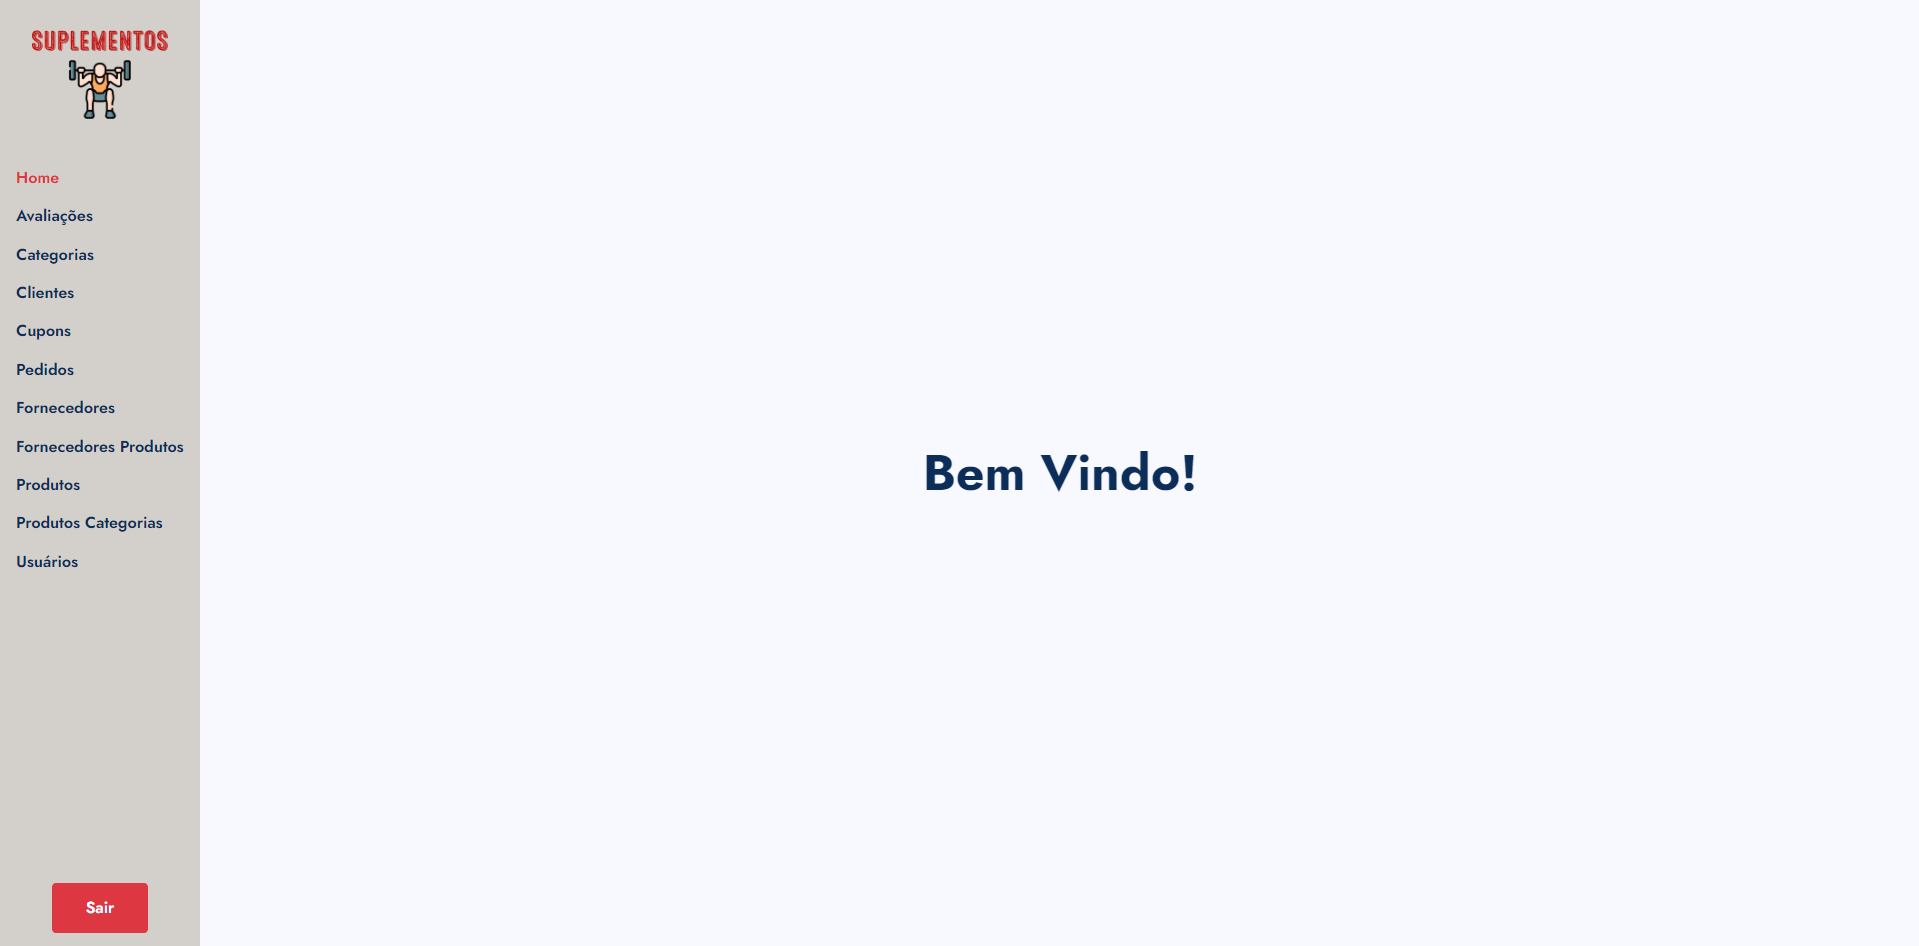 SUPLEMENTOS
Home
Avaliações
Categorias
Clientes
Cupons
Pedidos
Fornecedores
Fornecedores Produtos
Produtos
Produtos Categorias
Usuários
Sair
Bem Vindo!